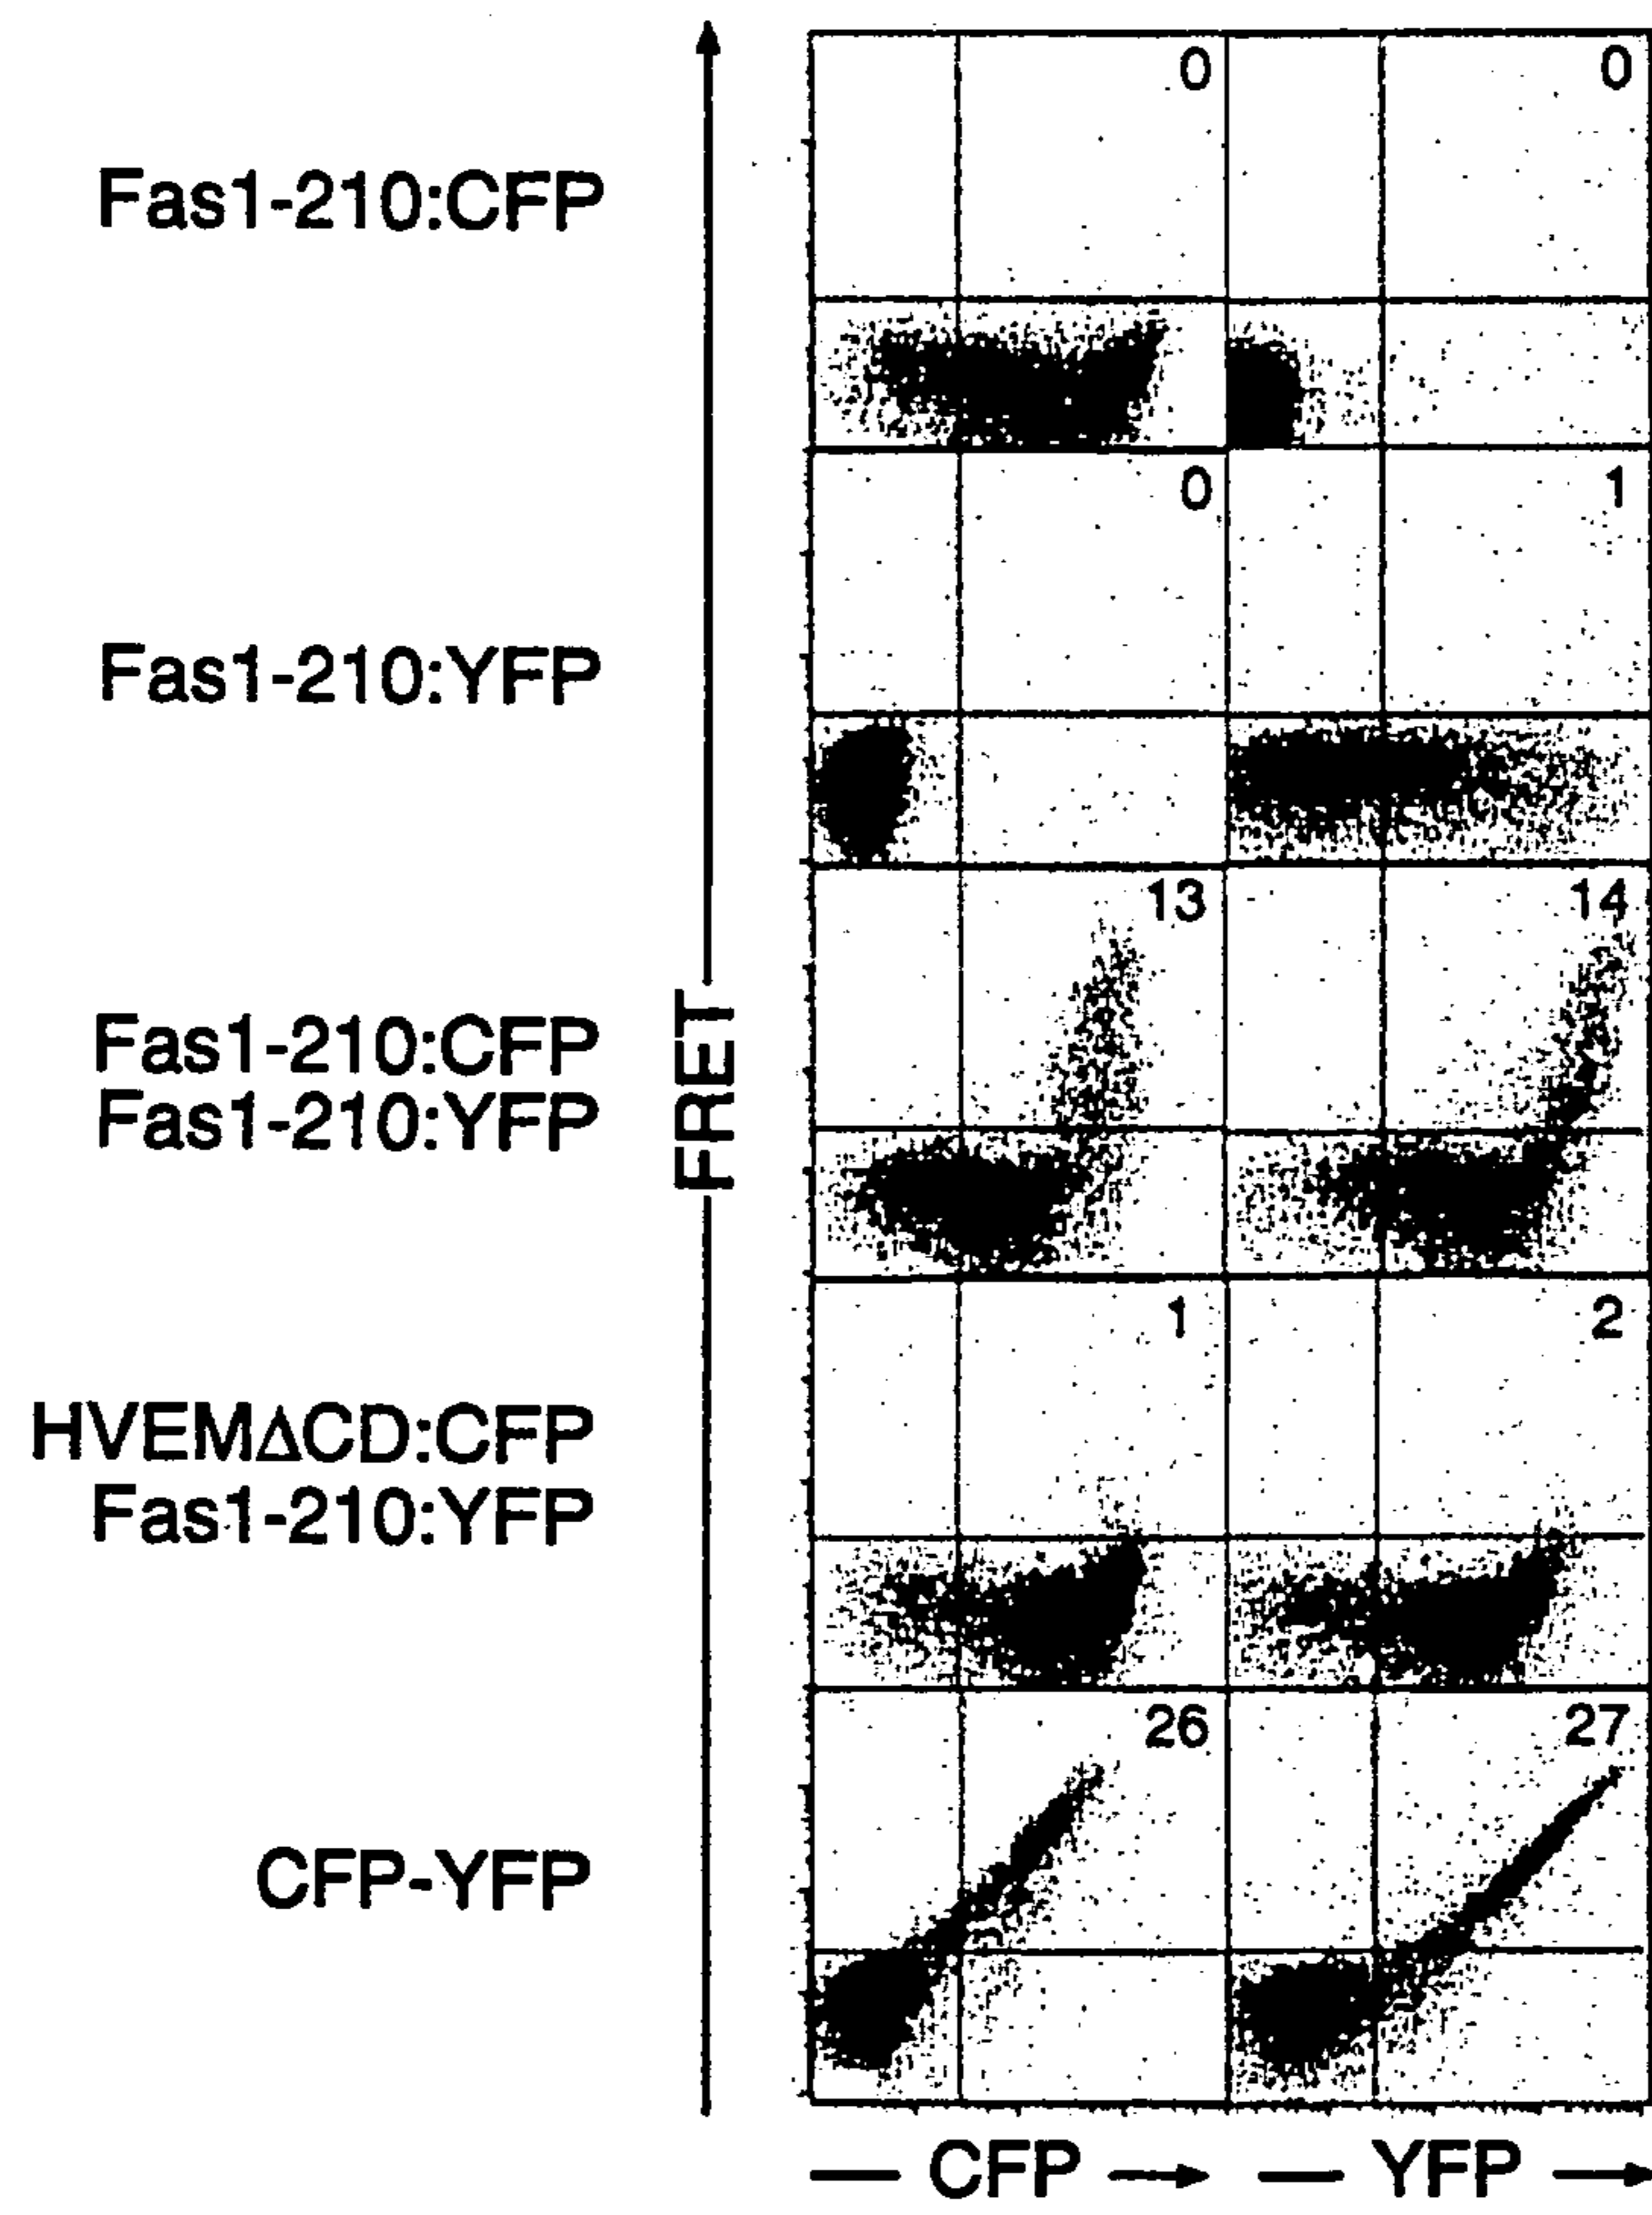 0 0
Fas1-210:CFP
0 1
Fas1-210:YFP
13 14
Fas1-210:CFP
Fas1-210:YFP
FRET
1 2
HVEMΔCD:CFP
Fas1-210:YFP
26 27
CFP-YFP
CFP YFP